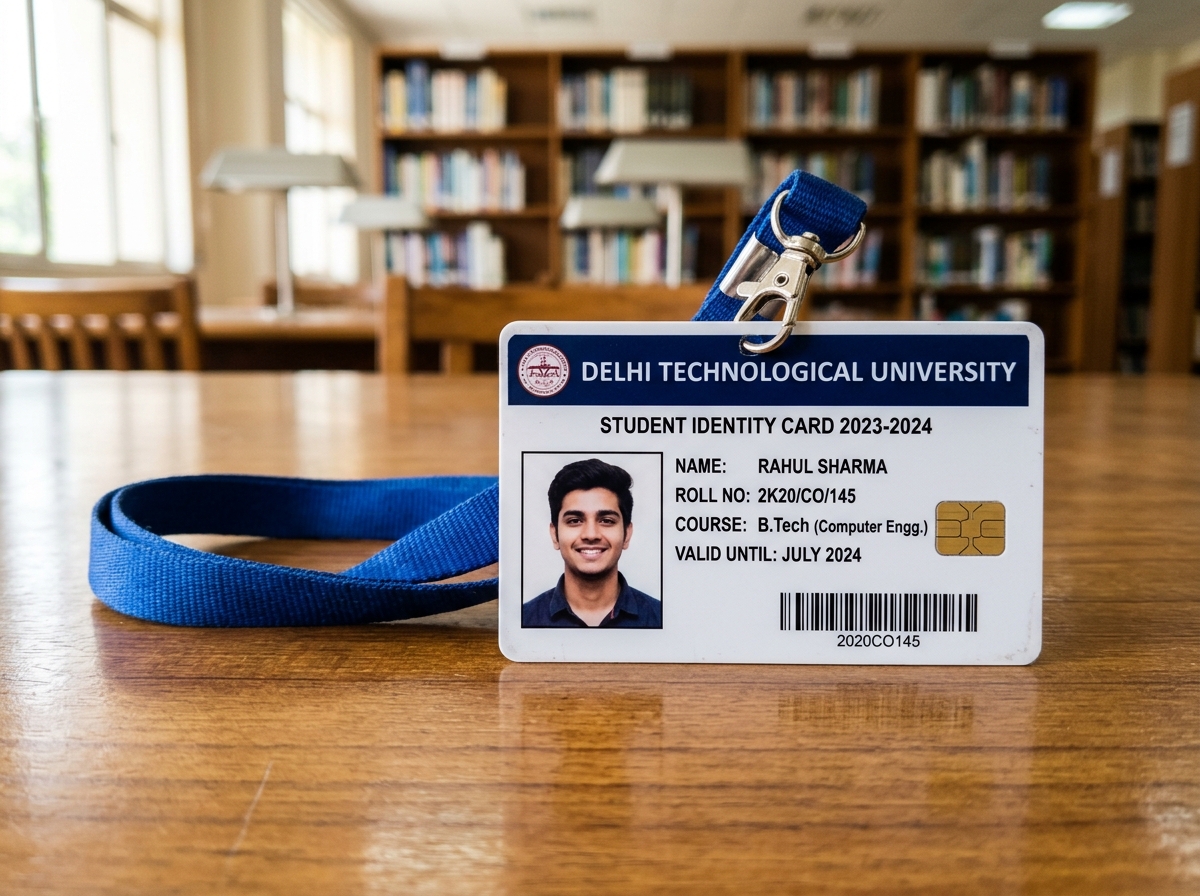 DELHI TECHNOLOGICAL UNIVERSITY
STUDENT IDENTITY CARD 2023-2024
NAME: RAHUL SHARMA
ROLL NO: 2K20/CO/145
COURSE: B.Tech (Computer Engg.)
VALID UNTIL: JULY 2024
2020CO145